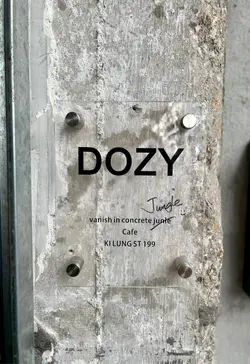 DOZY
Jungle
vanish in concrete junle
Cafe
KI LUNG ST 199